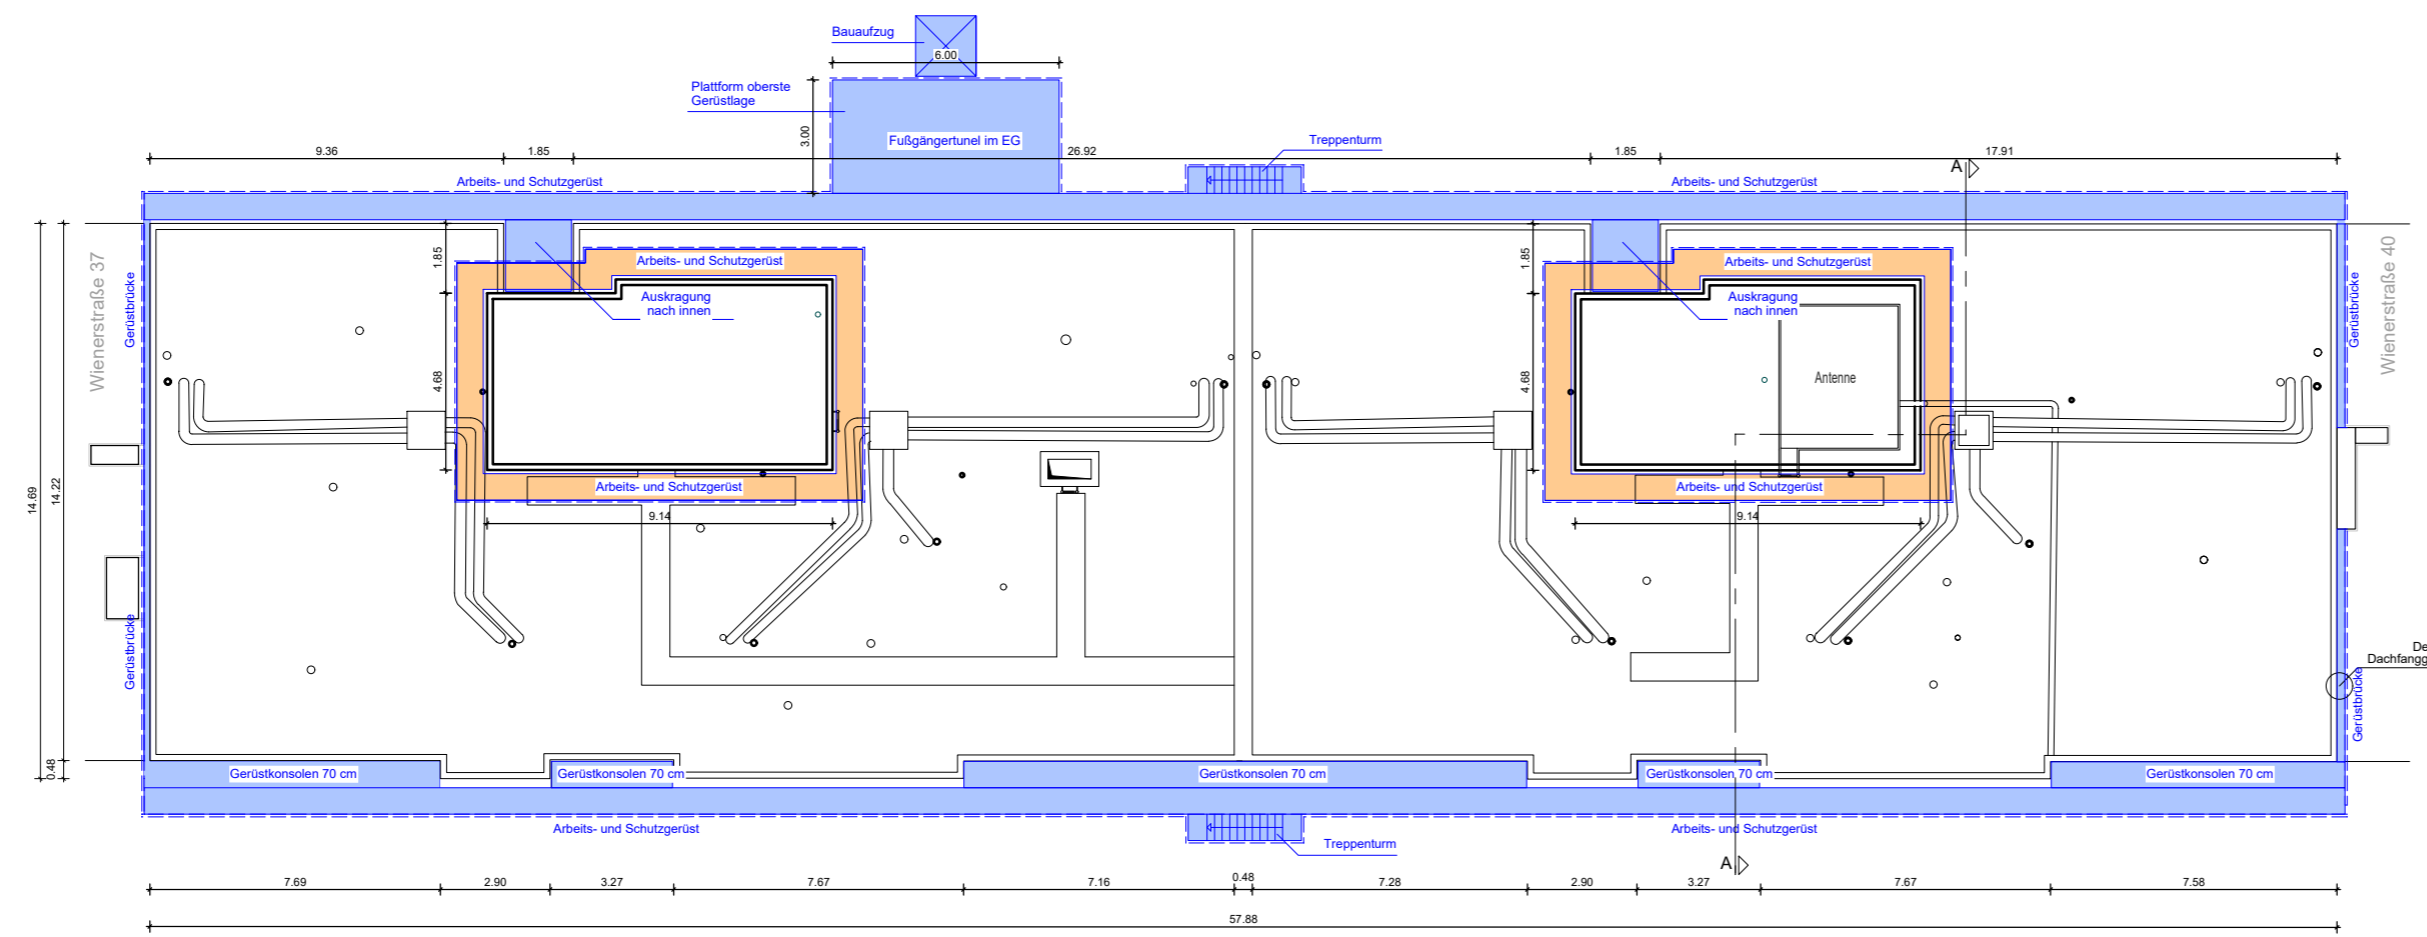 Bauaufzug
6.00
Plattform oberste
Gerüstlage
3.00
Fußgängertunel im EG
Treppenturm
9.36
1.85
26.92
1.85
17.91
A
Arbeits- und Schutzgerüst
Arbeits- und Schutzgerüst
Wienerstraße 37
Gerüstbrücke
1.85
Arbeits- und Schutzgerüst
Auskragung
nach innen
1.85
Arbeits- und Schutzgerüst
Auskragung
nach innen
Gerüstbrücke
Wienerstraße 40
4.68
4.68
Antenne
14.69
14.22
Arbeits- und Schutzgerüst
9.14
Arbeits- und Schutzgerüst
9.14
Gerüstbrücke
De
Dachfangg
Gerüstbrücke
0.48
Gerüstkonsolen 70 cm
Gerüstkonsolen 70 cm
Gerüstkonsolen 70 cm
Gerüstkonsolen 70 cm
Gerüstkonsolen 70 cm
Arbeits- und Schutzgerüst
Arbeits- und Schutzgerüst
Treppenturm
A
7.69
2.90
3.27
7.67
7.16
0.48
7.28
2.90
3.27
7.67
7.58
57.88